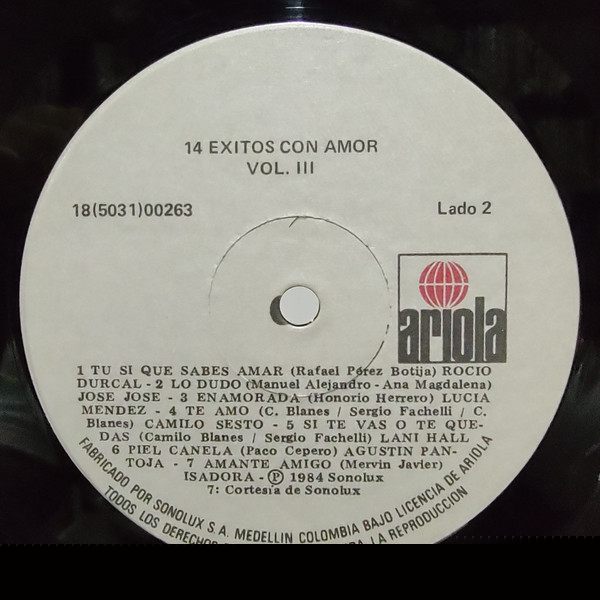 14 EXITOS CON AMOR
VOL. III
18(5031)00263
Lado 2
ariola
1 TU SI QUE SABES AMAR (Rafael Pérez Botija) ROCIO
DURCAL - 2 LO DUDO (Manuel Alejandro - Ana Magdalena)
JOSE JOSE - 3 ENAMORADA (Honorio Herrero) LUCIA
MENDEZ - 4 TE AMO (C. Blanes / Sergio Fachelli / C.
Blanes) CAMILO SESTO - 5 SI TE VAS O TE QUE-
DAS (Camilo Blanes / Sergio Fachelli) LANI HALL
6 PIEL CANELA (Paco Cepero) AGUSTIN PAN-
TOJA - 7 AMANTE AMIGO (Mervin Javier)
ISADORA - Ⓟ 1984 Sonolux
7: Cortesía de Sonolux
FABRICADO POR SONOLUX S.A. MEDELLIN COLOMBIA BAJO LICENCIA DE ARIOLA
TODOS LOS DERECHOS LA REPRODUCCION